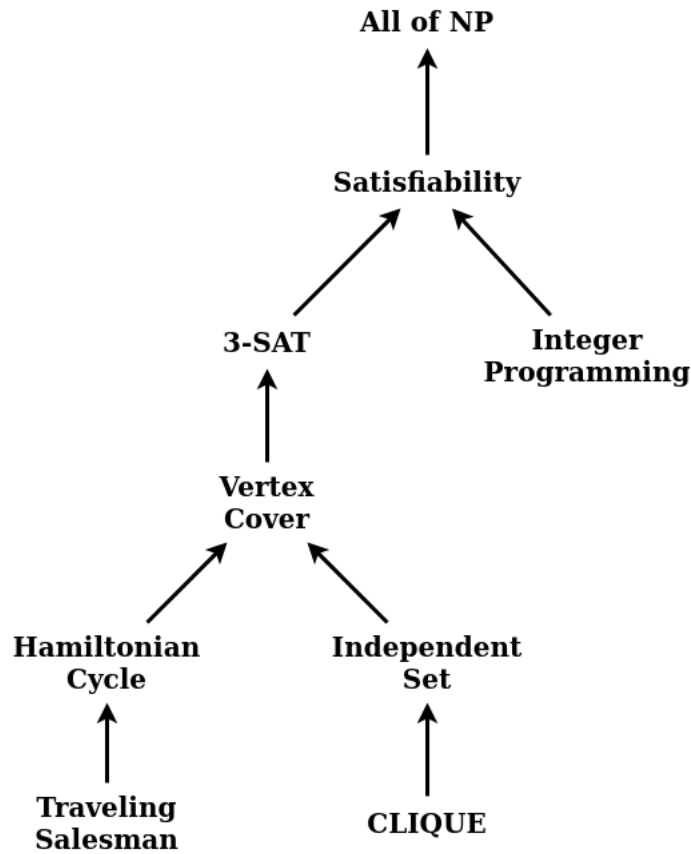 All of NP
Satisfiability
3-SAT
Integer
Programming
Vertex
Cover
Hamiltonian
Cycle
Independent
Set
Traveling
Salesman
CLIQUE